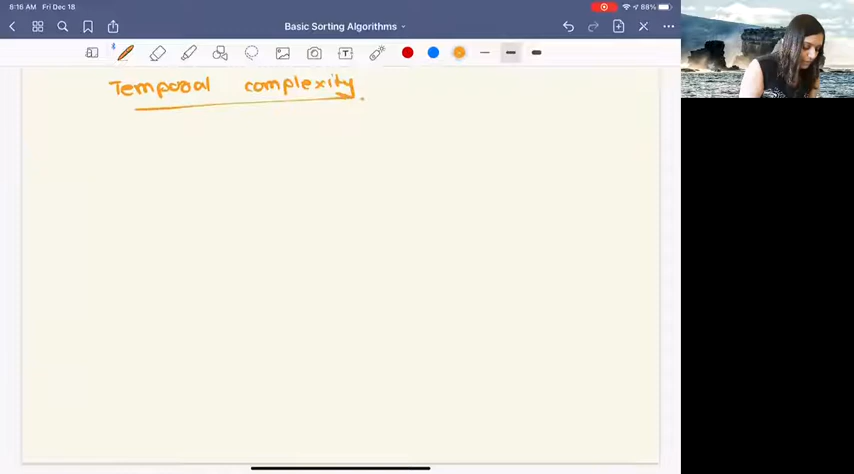 8:16 AM Fri Dec 18
88%
Basic Sorting Algorithms
T
Temporal complexity